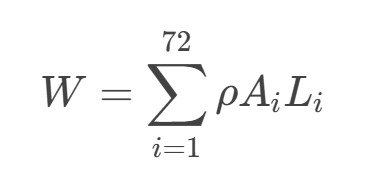 W = \sum_{i=1}^{72} \rho A_i L_i